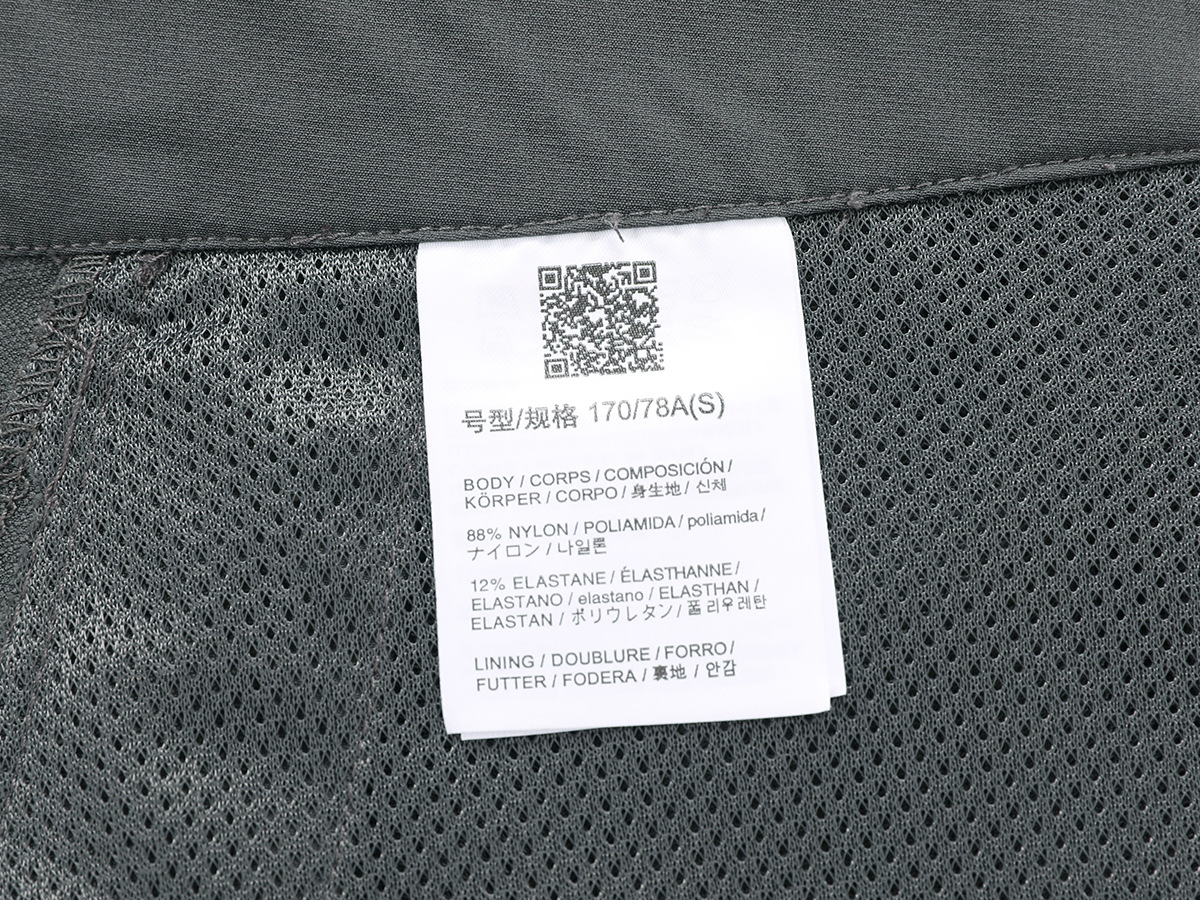 号型/规格 170/78A(S)
BODY / CORPS / COMPOSICIÓN /
KÖRPER / CORPO / 身生地 / 신체
88% NYLON / POLIAMIDA / poliamida /
ナイロン / 나일론
12% ELASTANE / ÉLASTHANNE /
ELASTANO / elastano / ELASTHAN /
ELASTAN / ポリウレタン / 폴리우레탄
LINING / DOUBLURE / FORRO /
FUTTER / FODERA / 裏地 / 안감